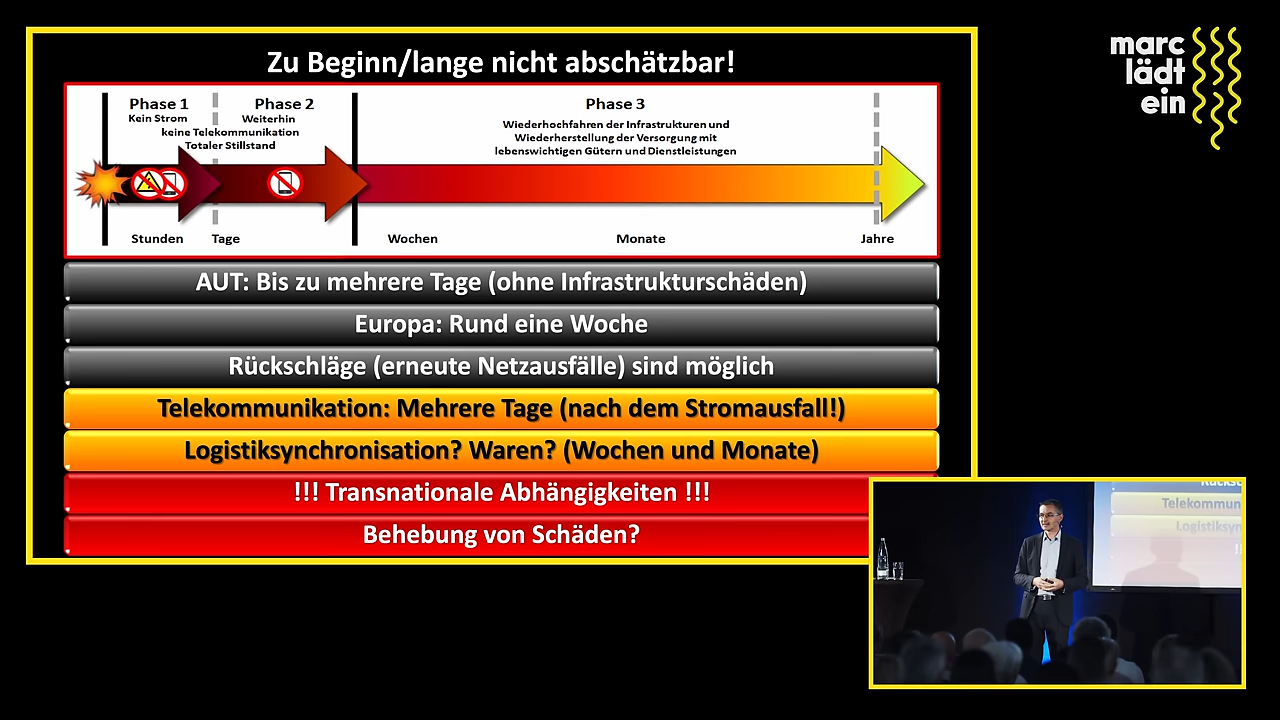 Zu Beginn/lange nicht abschätzbar!
Phase 1
Kein Strom
Phase 2
Weiterhin
keine Telekommunikation
Totaler Stillstand
Phase 3
Wiederhochfahren der Infrastrukturen und
Wiederherstellung der Versorgung mit
lebenswichtigen Gütern und Dienstleistungen
Stunden
Tage
Wochen
Monate
Jahre
AUT: Bis zu mehrere Tage (ohne Infrastrukturschäden)
Europa: Rund eine Woche
Rückschläge (erneute Netzausfälle) sind möglich
Telekommunikation: Mehrere Tage (nach dem Stromausfall!)
Logistiksynchronisation? Waren? (Wochen und Monate)
!!! Transnationale Abhängigkeiten !!!
Behebung von Schäden?
marc
lädt
ein
Rücksc
Telekommun
Logistiksyn